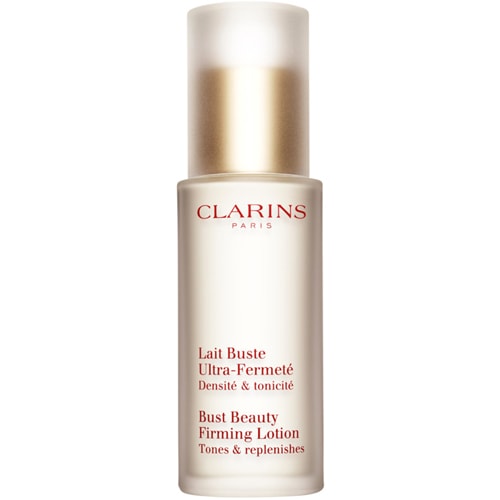 CLARINS
PARIS
Lait Buste
Ultra-Fermeté
Densité & tonicité
Bust Beauty
Firming Lotion
Tones & replenishes